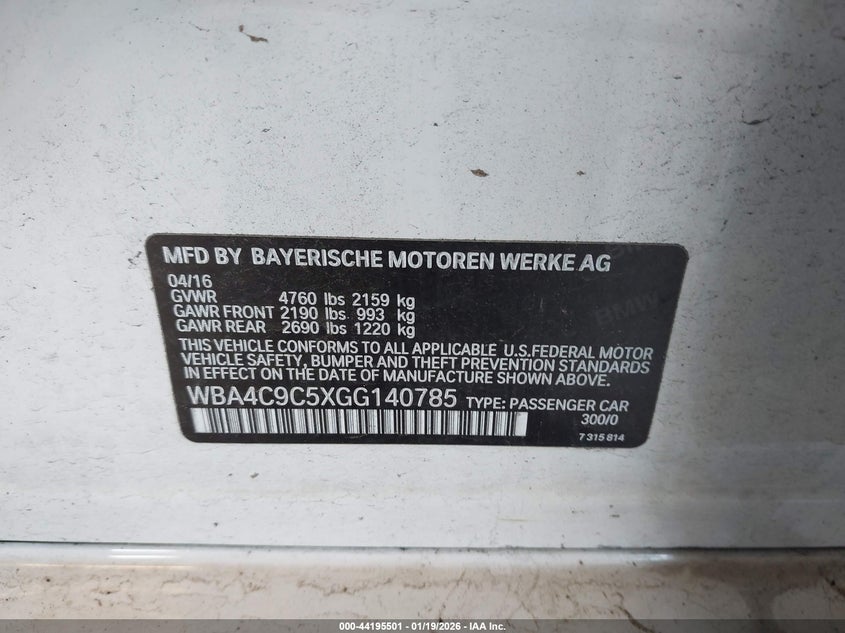 MFD BY BAYERISCHE MOTOREN WERKE AG
04/16
GVWR 4760 lbs 2159 kg
GAWR FRONT 2190 lbs 993 kg
GAWR REAR 2690 lbs 1220 kg
THIS VEHICLE CONFORMS TO ALL APPLICABLE U.S.FEDERAL MOTOR
VEHICLE SAFETY, BUMPER AND THEFT PREVENTION STANDARDS
IN EFFECT ON THE DATE OF MANUFACTURE SHOWN ABOVE.
WBA4C9C5XGG140785 TYPE: PASSENGER CAR
300/0
7 315 814
BMW
000-44195501 - 01/19/2026 - IAA Inc.